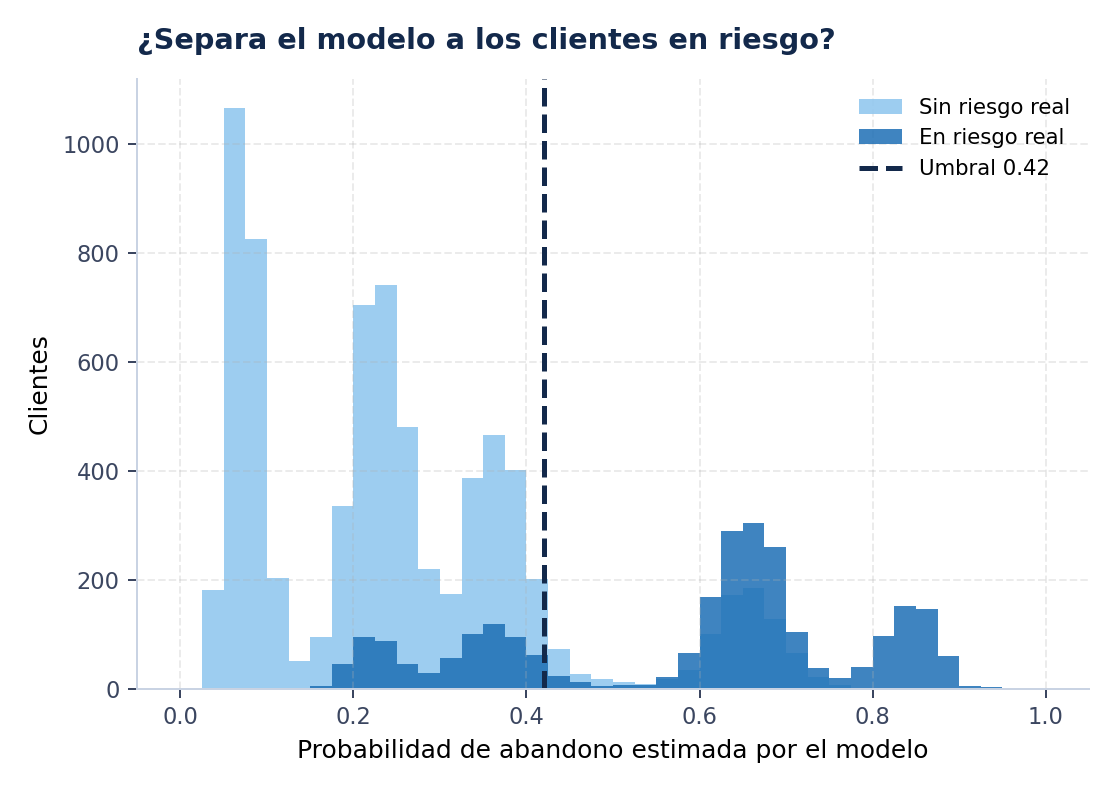 ¿Separa el modelo a los clientes en riesgo?
Sin riesgo real
En riesgo real
Umbral 0.42
Clientes
1000
800
600
400
200
0
0.0 0.2 0.4 0.6 0.8 1.0
Probabilidad de abandono estimada por el modelo